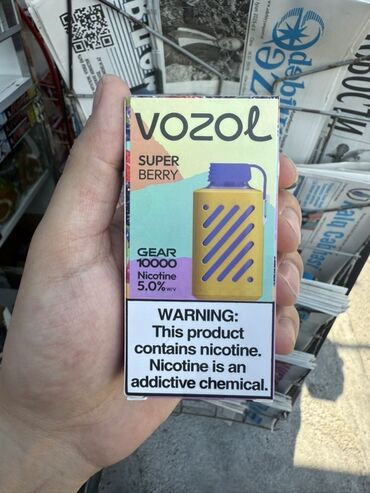 VOZOL
SUPER
BERRY
GEAR
10000
Nicotine
5.0% w/v
WARNING:
This product
contains nicotine.
Nicotine is an
addictive chemical.